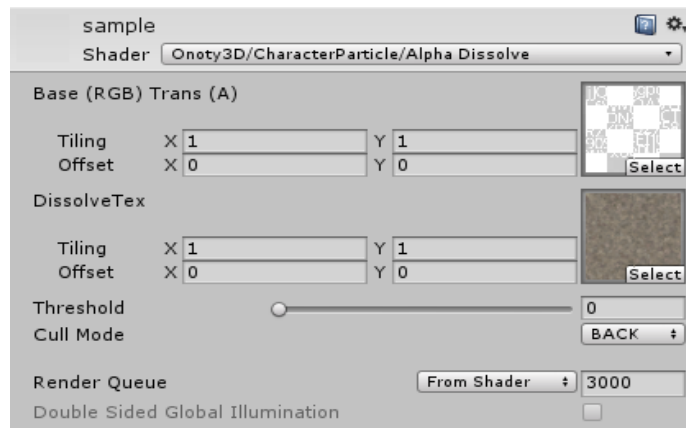 sample
Shader Onoty3D/CharacterParticle/Alpha Dissolve
Base (RGB) Trans (A)
Tiling X 1 Y 1
Offset X 0 Y 0
Select
DissolveTex
Tiling X 1 Y 1
Offset X 0 Y 0
Select
Threshold 0
Cull Mode BACK
Render Queue From Shader 3000
Double Sided Global Illumination